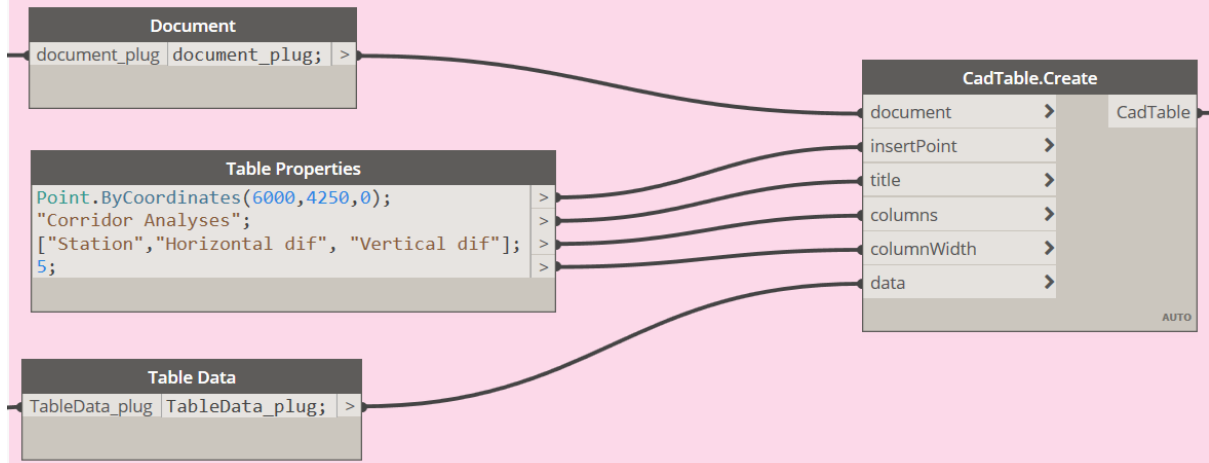 Document
document_plug document_plug; >
Table Properties
Point.ByCoordinates(6000,4250,0); >
"Corridor Analyses"; >
["Station","Horizontal dif", "Vertical dif"]; >
5; >
Table Data
TableData_plug TableData_plug; >
CadTable.Create
document > CadTable
insertPoint >
title >
columns >
columnWidth >
data >
AUTO